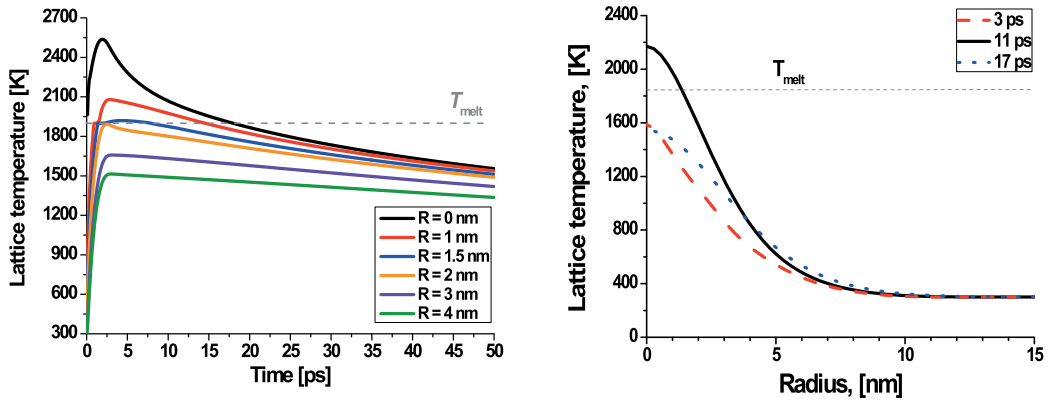 Lattice temperature [K]
3000
2700
2400
2100
1800
1500
1200
900
600
300
T melt
R = 0 nm
R = 1 nm
R = 1.5 nm
R = 2 nm
R = 3 nm
R = 4 nm
0 5 10 15 20 25 30 35 40 45 50
Time [ps]
Lattice temperature, [K]
2400
2000
1600
1200
800
400
0
3 ps
11 ps
17 ps
T melt
0 5 10 15
Radius, [nm]